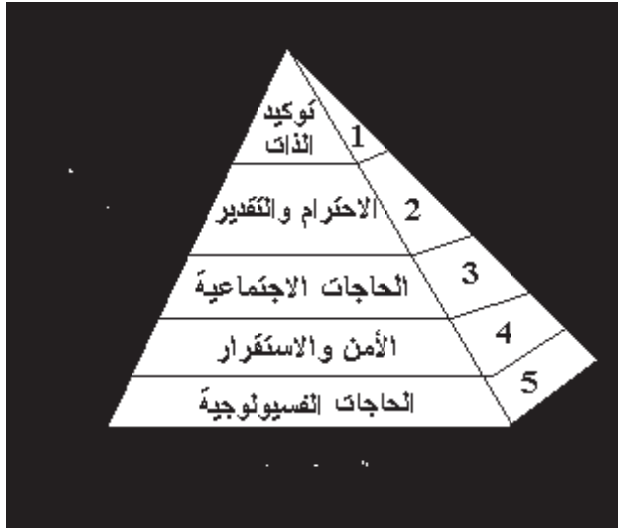 توكيد
الذات
1
الاحترام والتقدير
2
الحاجات الاجتماعية
3
الأمن والاستقرار
4
الحاجات الفسيولوجية
5